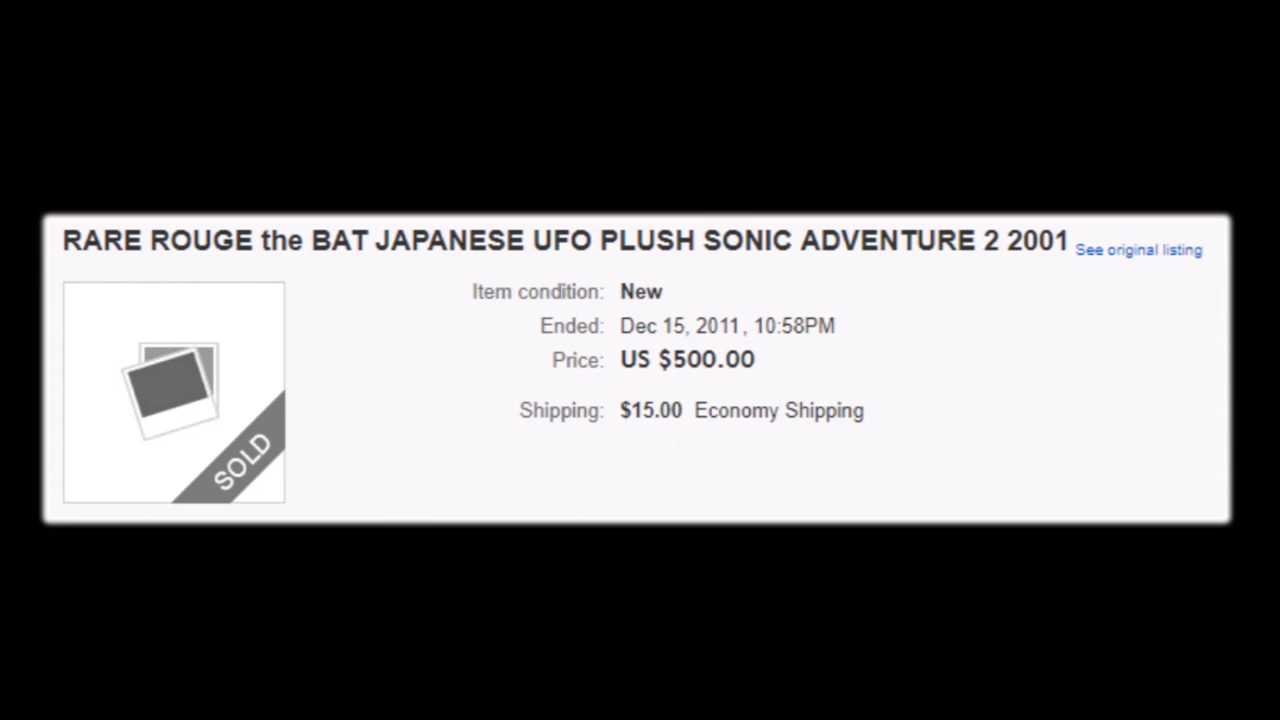 RARE ROUGE the BAT JAPANESE UFO PLUSH SONIC ADVENTURE 2 2001 See original listing
Item condition: New
Ended: Dec 15, 2011, 10:58PM
Price: US $500.00
Shipping: $15.00 Economy Shipping
SOLD